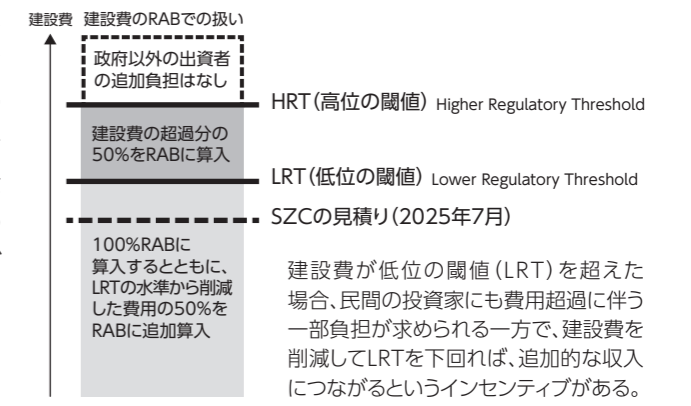 建設費 建設費のRABでの扱い
政府以外の出資者
の追加負担はなし
HRT(高位の閾値) Higher Regulatory Threshold
建設費の超過分の
50%をRABに算入
LRT(低位の閾値) Lower Regulatory Threshold
SZCの見積り(2025年7月)
100%RABに
算入するとともに、
LRTの水準から削減
した費用の50%を
RABに追加算入
建設費が低位の閾値(LRT)を超えた
場合、民間の投資家にも費用超過に伴う
一部負担が求められる一方で、建設費を
削減してLRTを下回れば、追加的な収入
につながるというインセンティブがある。